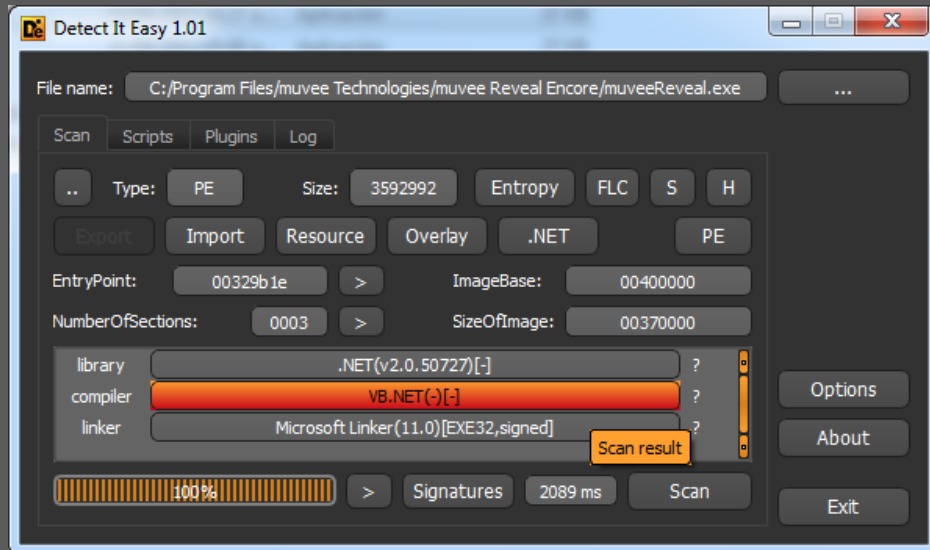 Detect It Easy 1.01
File name: C:/Program Files/muvee Technologies/muvee Reveal Encore/muveeReveal.exe ...
Scan Scripts Plugins Log
.. Type: PE Size: 3592992 Entropy FLC S H
Export Import Resource Overlay .NET PE
EntryPoint: 00329b1e > ImageBase: 00400000
NumberOfSections: 0003 > SizeOfImage: 00370000
library .NET(v2.0.50727)[-] ?
compiler VB.NET(-)[-] ?
Options
linker Microsoft Linker(11.0)[EXE32,signed] ?
About
Scan result
100% > Signatures 2089 ms Scan
Exit